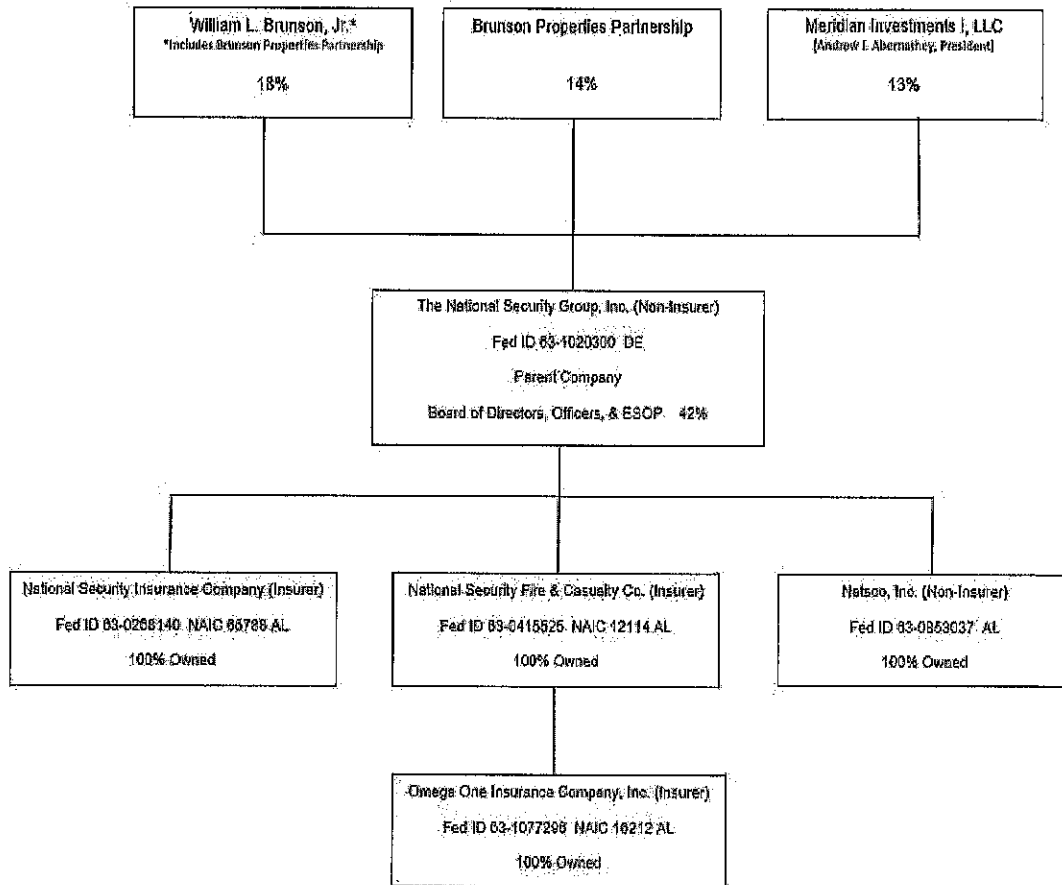 William L. Brunson, Jr.*
*Includes Brunson Properties Partnership
18%
Brunson Properties Partnership
14%
Meridian Investments I, LLC
(Andrew I. Abernathey, President)
13%
The National Security Group, Inc. (Non-Insurer)
Fed ID 63-1020300 DE
Parent Company
Board of Directors, Officers, & ESOP 42%
National Security Insurance Company (Insurer)
Fed ID 63-0268140 NAIC 66788 AL
100% Owned
National Security Fire & Casualty Co. (Insurer)
Fed ID 63-0415525 NAIC 12114 AL
100% Owned
Natsco, Inc. (Non-Insurer)
Fed ID 63-0853037 AL
100% Owned
Omega One Insurance Company, Inc. (Insurer)
Fed ID 63-1077296 NAIC 16212 AL
100% Owned